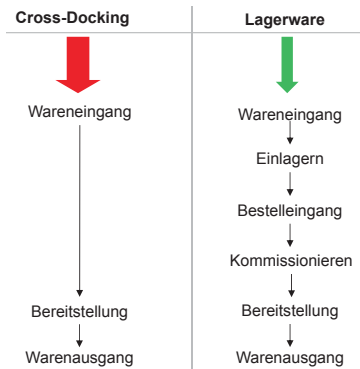 Cross-Docking
Wareneingang
Bereitstellung
Warenausgang
Lagerware
Wareneingang
Einlagern
Bestelleingang
Kommissionieren
Bereitstellung
Warenausgang